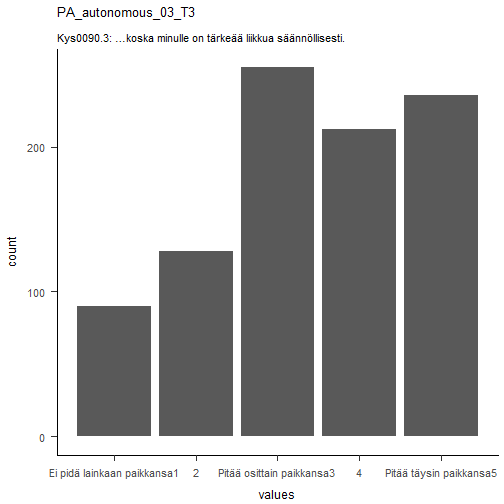 PA_autonomous_03_T3
Kys0090.3: …koska minulle on tärkeää liikkua säännöllisesti.
count
200
100
0
Ei pidä lainkaan paikkansa1 2 Pitää osittain paikkansa3 4 Pitää täysin paikkansa5
values